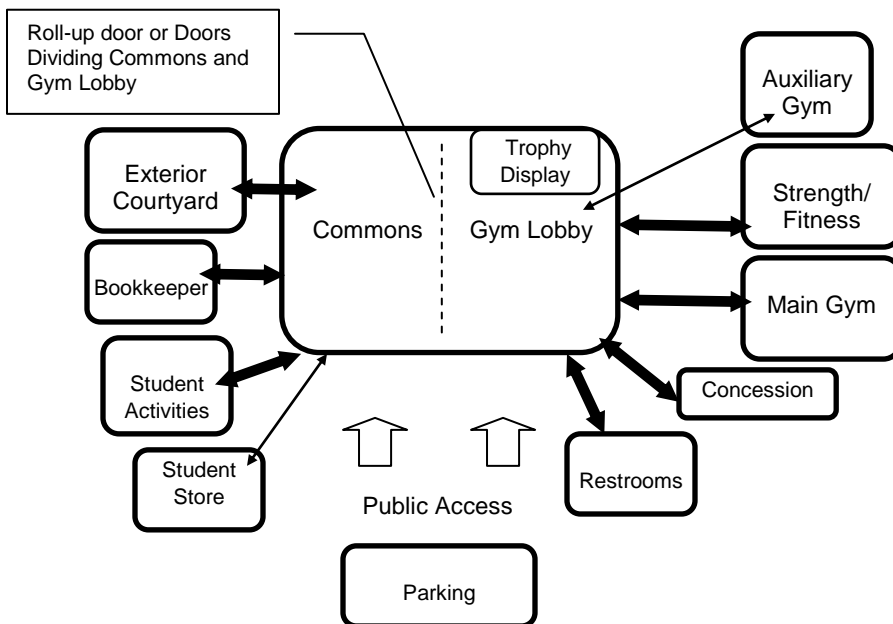 Roll-up door or Doors
Dividing Commons and
Gym Lobby
Auxiliary
Gym
Trophy
Display
Exterior
Courtyard
Commons
Gym Lobby
Strength/
Fitness
Bookkeeper
Main Gym
Student
Activities
Concession
Student
Store
Restrooms
Public Access
Parking